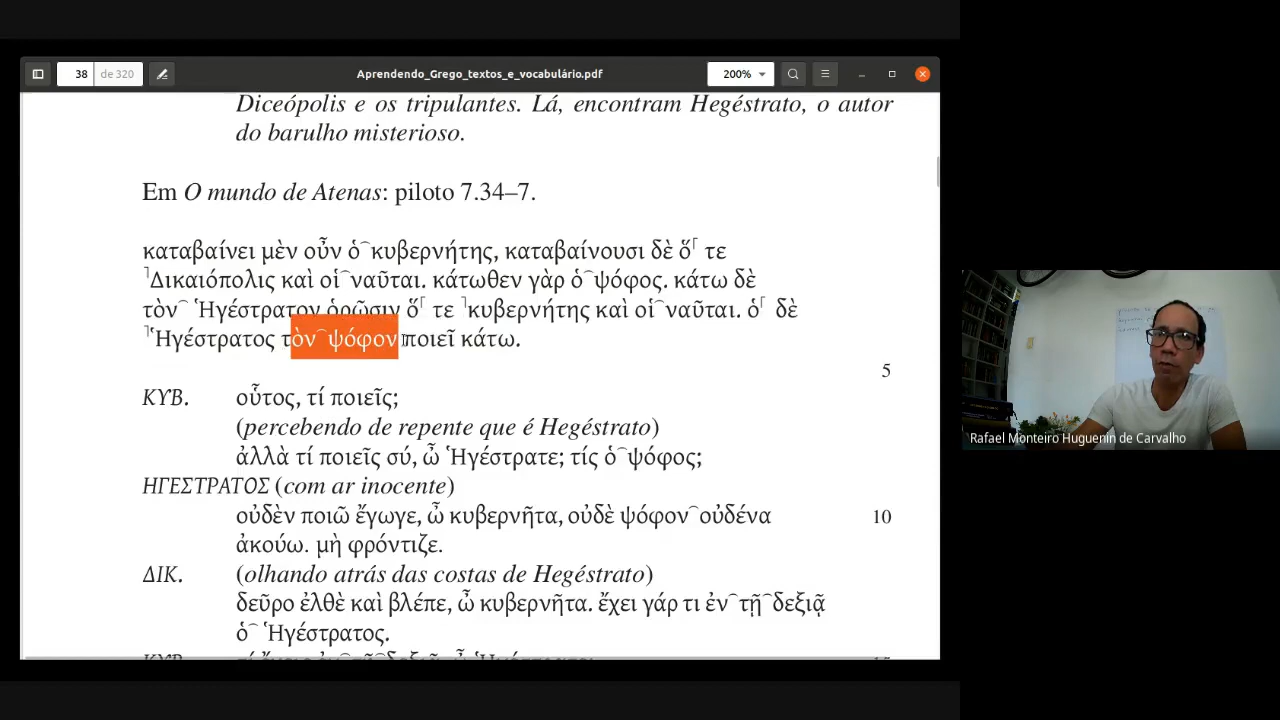 38 de 320
Aprendendo_Grego_textos_e_vocabulário.pdf
200%
Diceópolis e os tripulantes. Lá, encontram Hegéstrato, o autor
do barulho misterioso.
Em O mundo de Atenas: piloto 7.34–7.
καταβαίνει μὲν οὖν ὁ⁀κυβερνήτης, καταβαίνουσι δὲ ὅ⌈ τε
⌉Δικαιόπολις καὶ οἱ⁀ναῦται. κάτωθεν γὰρ ὁ⁀ψόφος. κάτω δὲ
τὸν⁀ Ἡγέστρατον ὁρῶσιν ὅ⌈ τε ⌉κυβερνήτης καὶ οἱ⁀ναῦται. ὁ⌈ δὲ
⌉Ἡγέστρατος τὸν⁀ψόφον ποιεῖ κάτω.
5
ΚΥΒ. οὗτος, τί ποιεῖς;
(percebendo de repente que é Hegéstrato)
ἀλλὰ τί ποιεῖς σύ, ὦ Ἡγέστρατε; τίς ὁ⁀ψόφος;
ΗΓΕΣΤΡΑΤΟΣ (com ar inocente)
οὐδὲν ποιῶ ἔγωγε, ὦ κυβερνῆτα, οὐδὲ ψόφον⁀οὐδένα 10
ἀκούω. μὴ φρόντιζε.
ΔΙΚ. (olhando atrás das costas de Hegéstrato)
δεῦρο ἐλθὲ καὶ βλέπε, ὦ κυβερνῆτα. ἔχει γάρ τι ἐν⁀τῇ⁀δεξιᾷ
ὁ⁀ Ἡγέστρατος.
Rafael Monteiro Huguenin de Carvalho